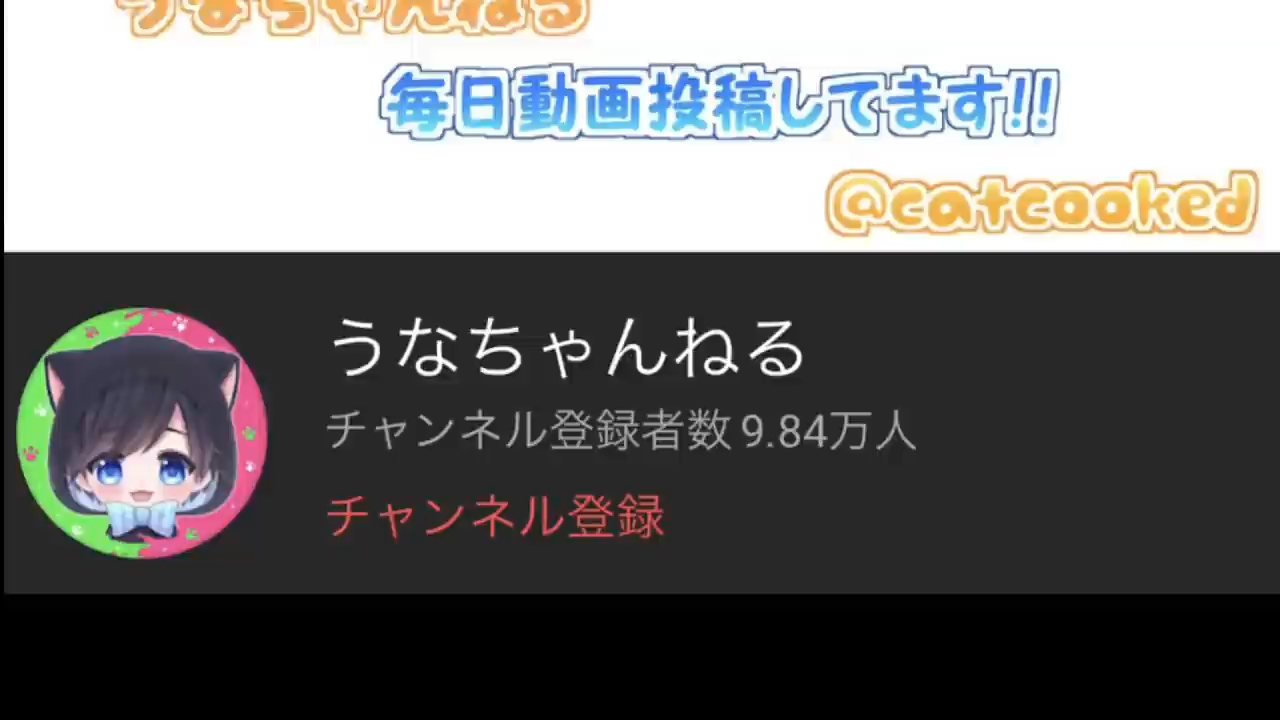 うなちゃんねる
毎日動画投稿してます!!
@catcooked
うなちゃんねる
チャンネル登録者数 9.84万人
チャンネル登録